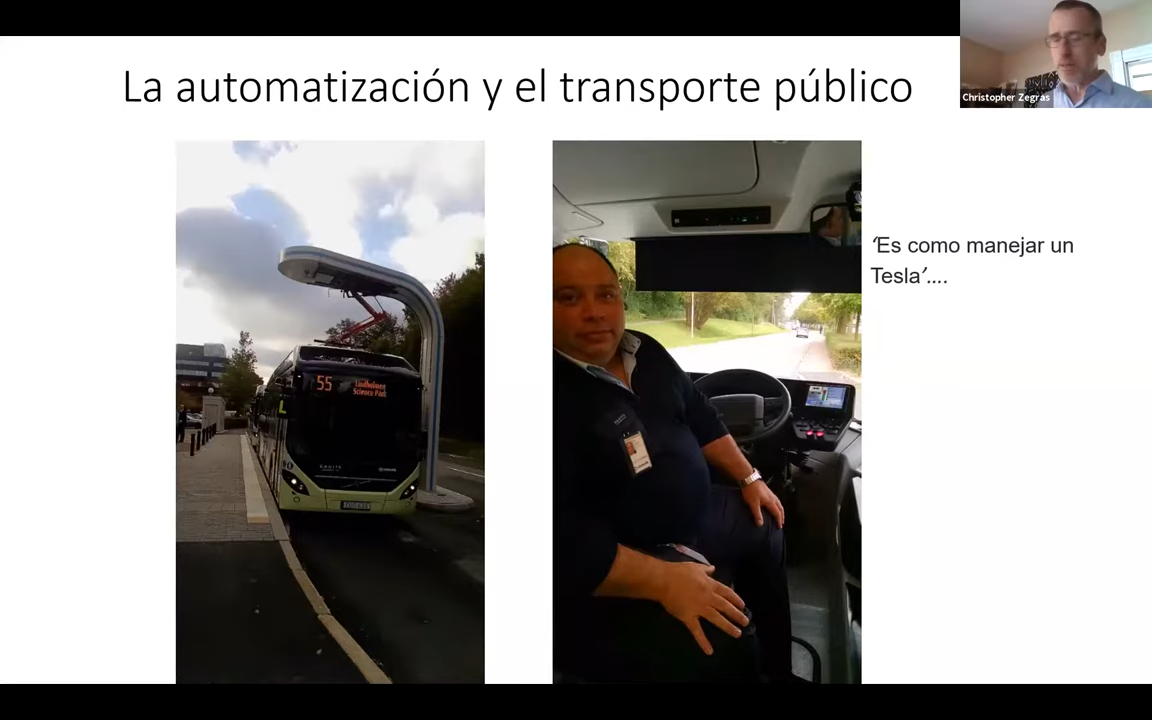 La automatización y el transporte público
Christopher Zegras
‘Es como manejar un
Tesla’....
55
Lindholmen
Science Park